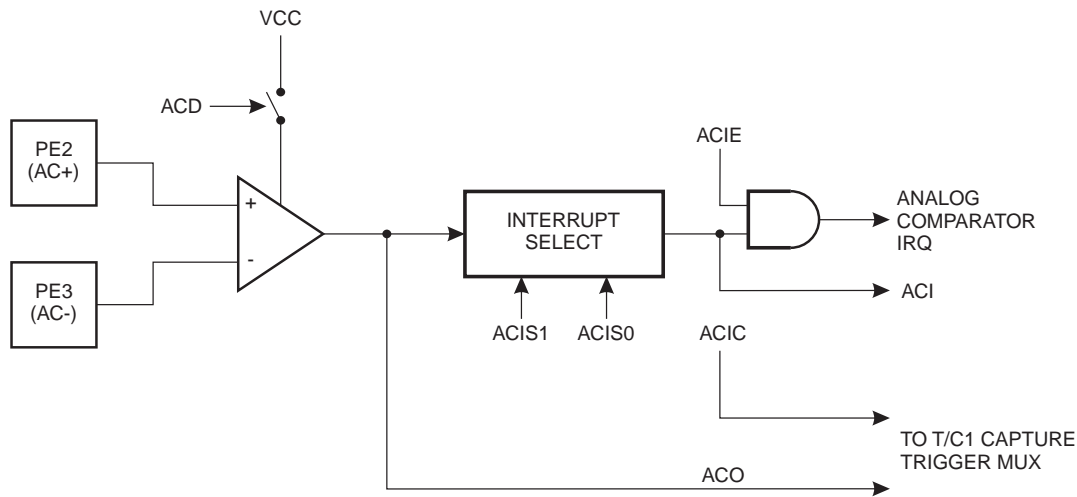 VCC
ACD
PE2
(AC+)
PE3
(AC-)
+
-
INTERRUPT
SELECT
ACIS1
ACIS0
ACIE
ANALOG
COMPARATOR
IRQ
ACI
ACIC
TO T/C1 CAPTURE
TRIGGER MUX
ACO